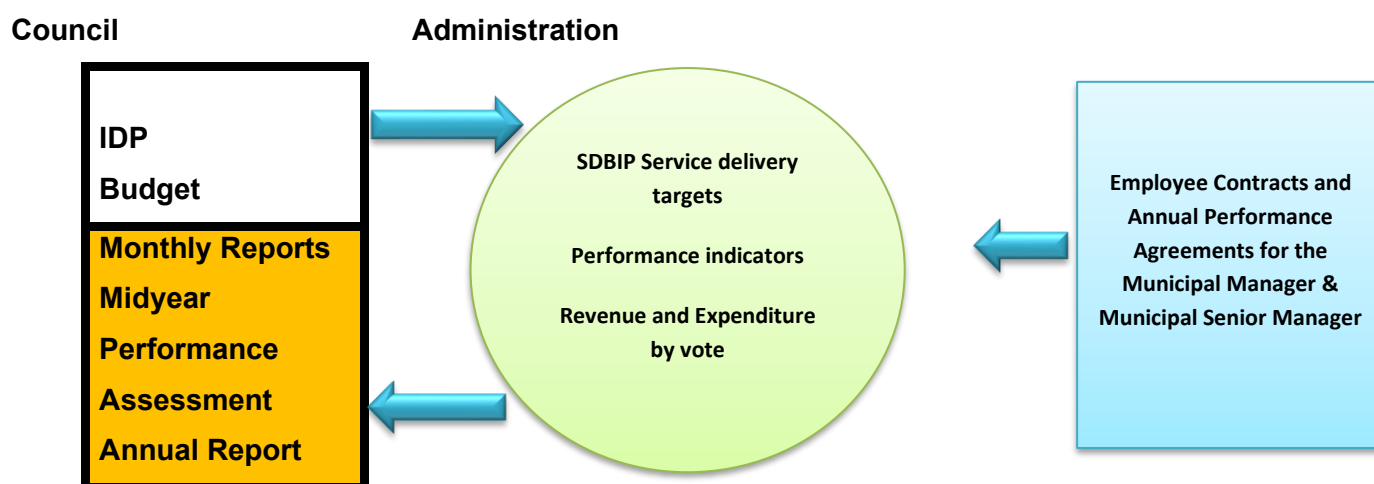 Council
Administration
IDP
Budget
Monthly Reports
Midyear
Performance
Assessment
Annual Report
SDBIP Service delivery
targets
Performance indicators
Revenue and Expenditure
by vote
Employee Contracts and
Annual Performance
Agreements for the
Municipal Manager &
Municipal Senior Manager